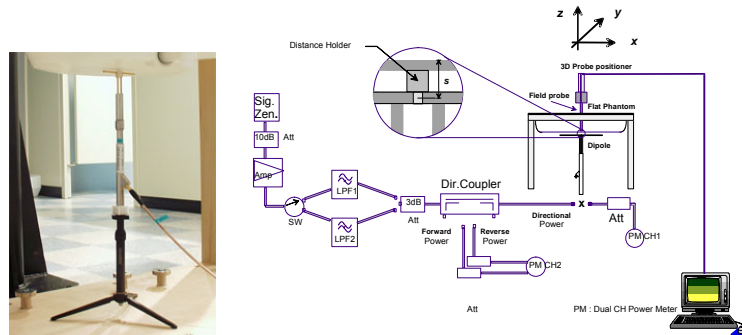 z
y
x
Distance Holder
s
3D Probe positioner
Field probe
Flat Phantom
Dipole
Sig.
Zen.
10dB
Att
Amp
LPF1
LPF2
SW
3dB
Att
Dir.Coupler
Forward
Power
Reverse
Power
Directional
Power
x
Att
PM CH1
PM CH2
Att
PM : Dual CH Power Meter